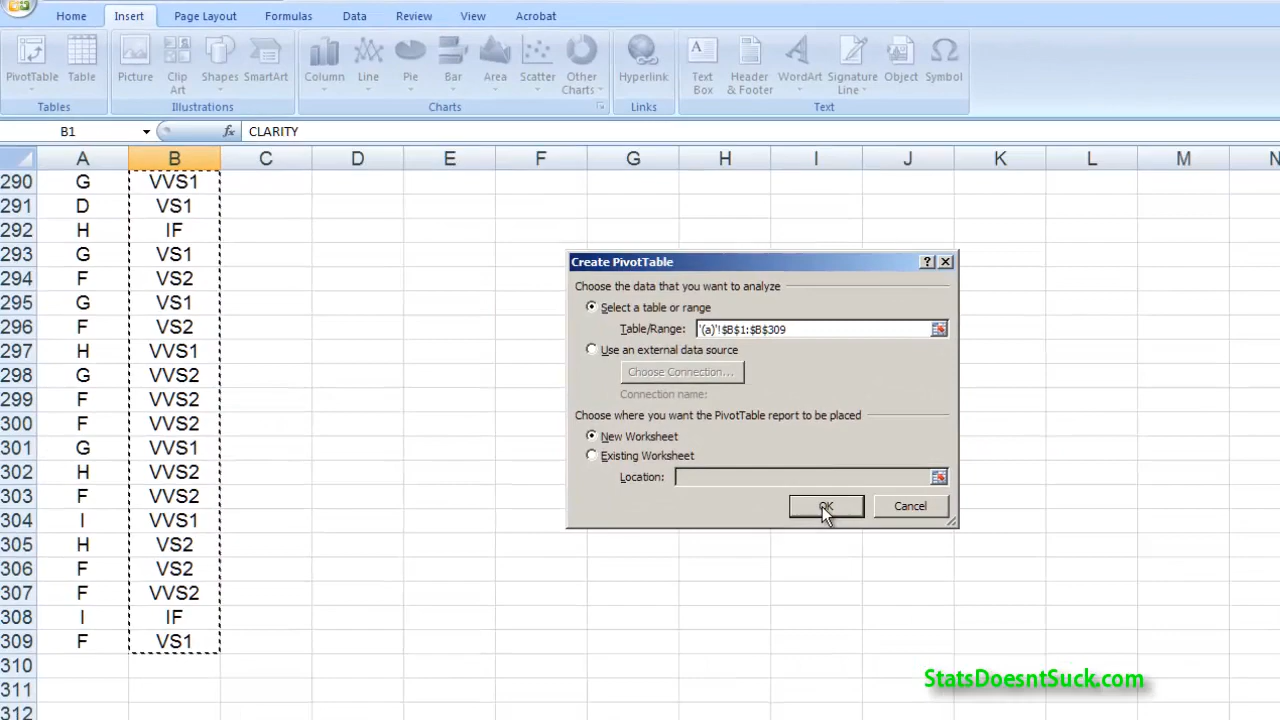 Home Insert Page Layout Formulas Data Review View Acrobat
PivotTable Table Picture Clip Art Shapes SmartArt Column Line Pie Bar Area Scatter Other Charts Hyperlink Text Box Header & Footer WordArt Signature Line Object Symbol
Tables Illustrations Charts Links Text
B1 fx CLARITY
A B C D E F G H I J K L M N
290 G VVS1
291 D VS1
292 H IF
293 G VS1
294 F VS2
295 G VS1
296 F VS2
297 H VVS1
298 G VVS2
299 F VVS2
300 F VVS2
301 G VVS1
302 H VVS2
303 F VVS2
304 I VVS1
305 H VS2
306 F VS2
307 F VVS2
308 I IF
309 F VS1
310
311
312
Create PivotTable ?
Choose the data that you want to analyze
Select a table or range
Table/Range: '(a)'!$B$1:$B$309
Use an external data source
Choose Connection...
Connection name:
Choose where you want the PivotTable report to be placed
New Worksheet
Existing Worksheet
Location:
OK Cancel
StatsDoesntSuck.com